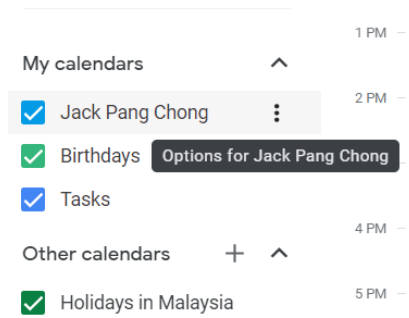 1 PM
My calendars
2 PM
Jack Pang Chong
Birthdays
Options for Jack Pang Chong
Tasks
4 PM
Other calendars
5 PM
Holidays in Malaysia